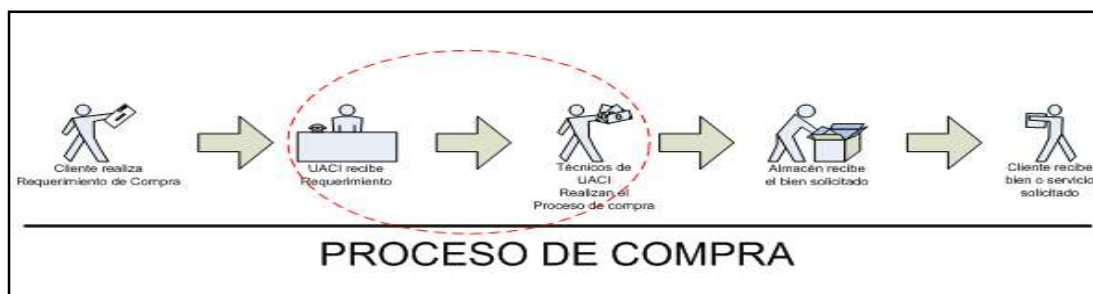 Cliente realiza
Requerimiento de Compra
UACI recibe
Requerimiento
Técnicos de
UACI
Realizan el
Proceso de compra
Almacén recibe
el bien solicitado
Cliente recibe
bien o servicio
solicitado
PROCESO DE COMPRA